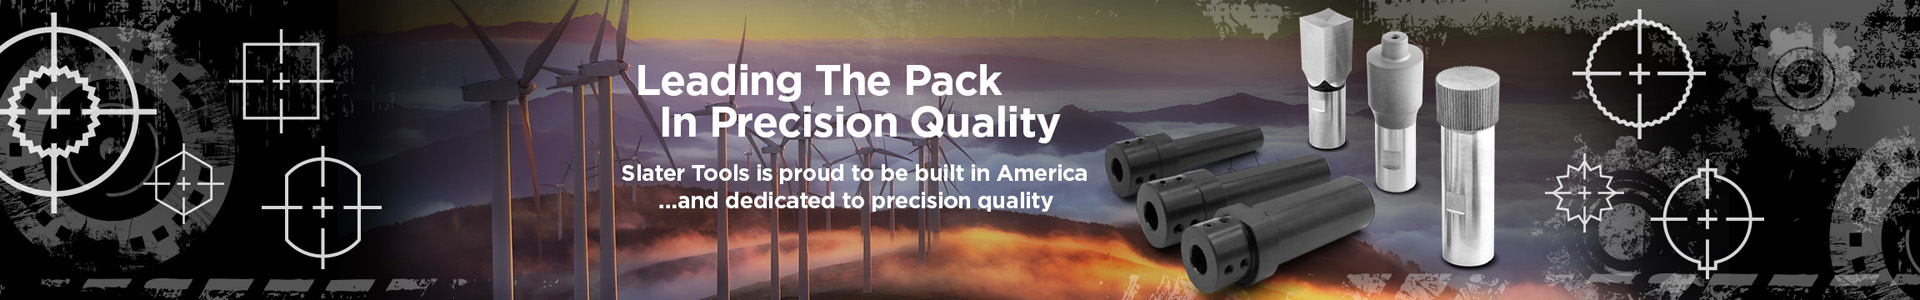 Leading The Pack
In Precision Quality
Slater Tools is proud to be built in America
...and dedicated to precision quality